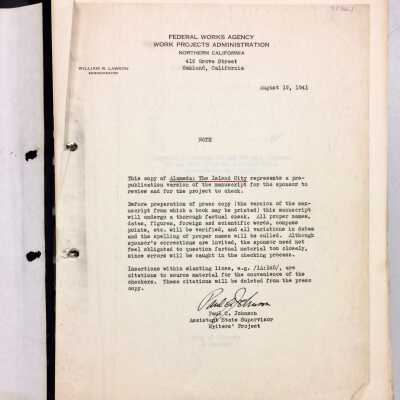 FEDERAL WORKS AGENCY
WORK PROJECTS ADMINISTRATION
NORTHERN CALIFORNIA
WILLIAM R. LAWSON
ADMINISTRATOR
Oakland, California
August 19, 1941
NOTE
This copy of Alameda: The Island City represents a pre-
publication version of the manuscript for the sponsor to
review and for the project to check.
Before preparation of press copy (the version of the man-
uscript from which a book may be printed) this manuscript
will undergo a thorough factual check. All proper names,
dates, figures, foreign and scientific words, compass
points, etc. will be verified, and all variations in dates
and the spelling of proper names will be culled. Although
sponsor's corrections are invited, the sponsor need not
feel obligated to question factual matter too closely,
since errors will be caught in the checking process.
Insertions within slanting lines, e.g. are
citations to source material for the convenience of the
checkers. These citations will be deleted from the press
copy.
Paul C. Johnson
Paul C. Johnson
Assistant State Supervisor
Writers' Project